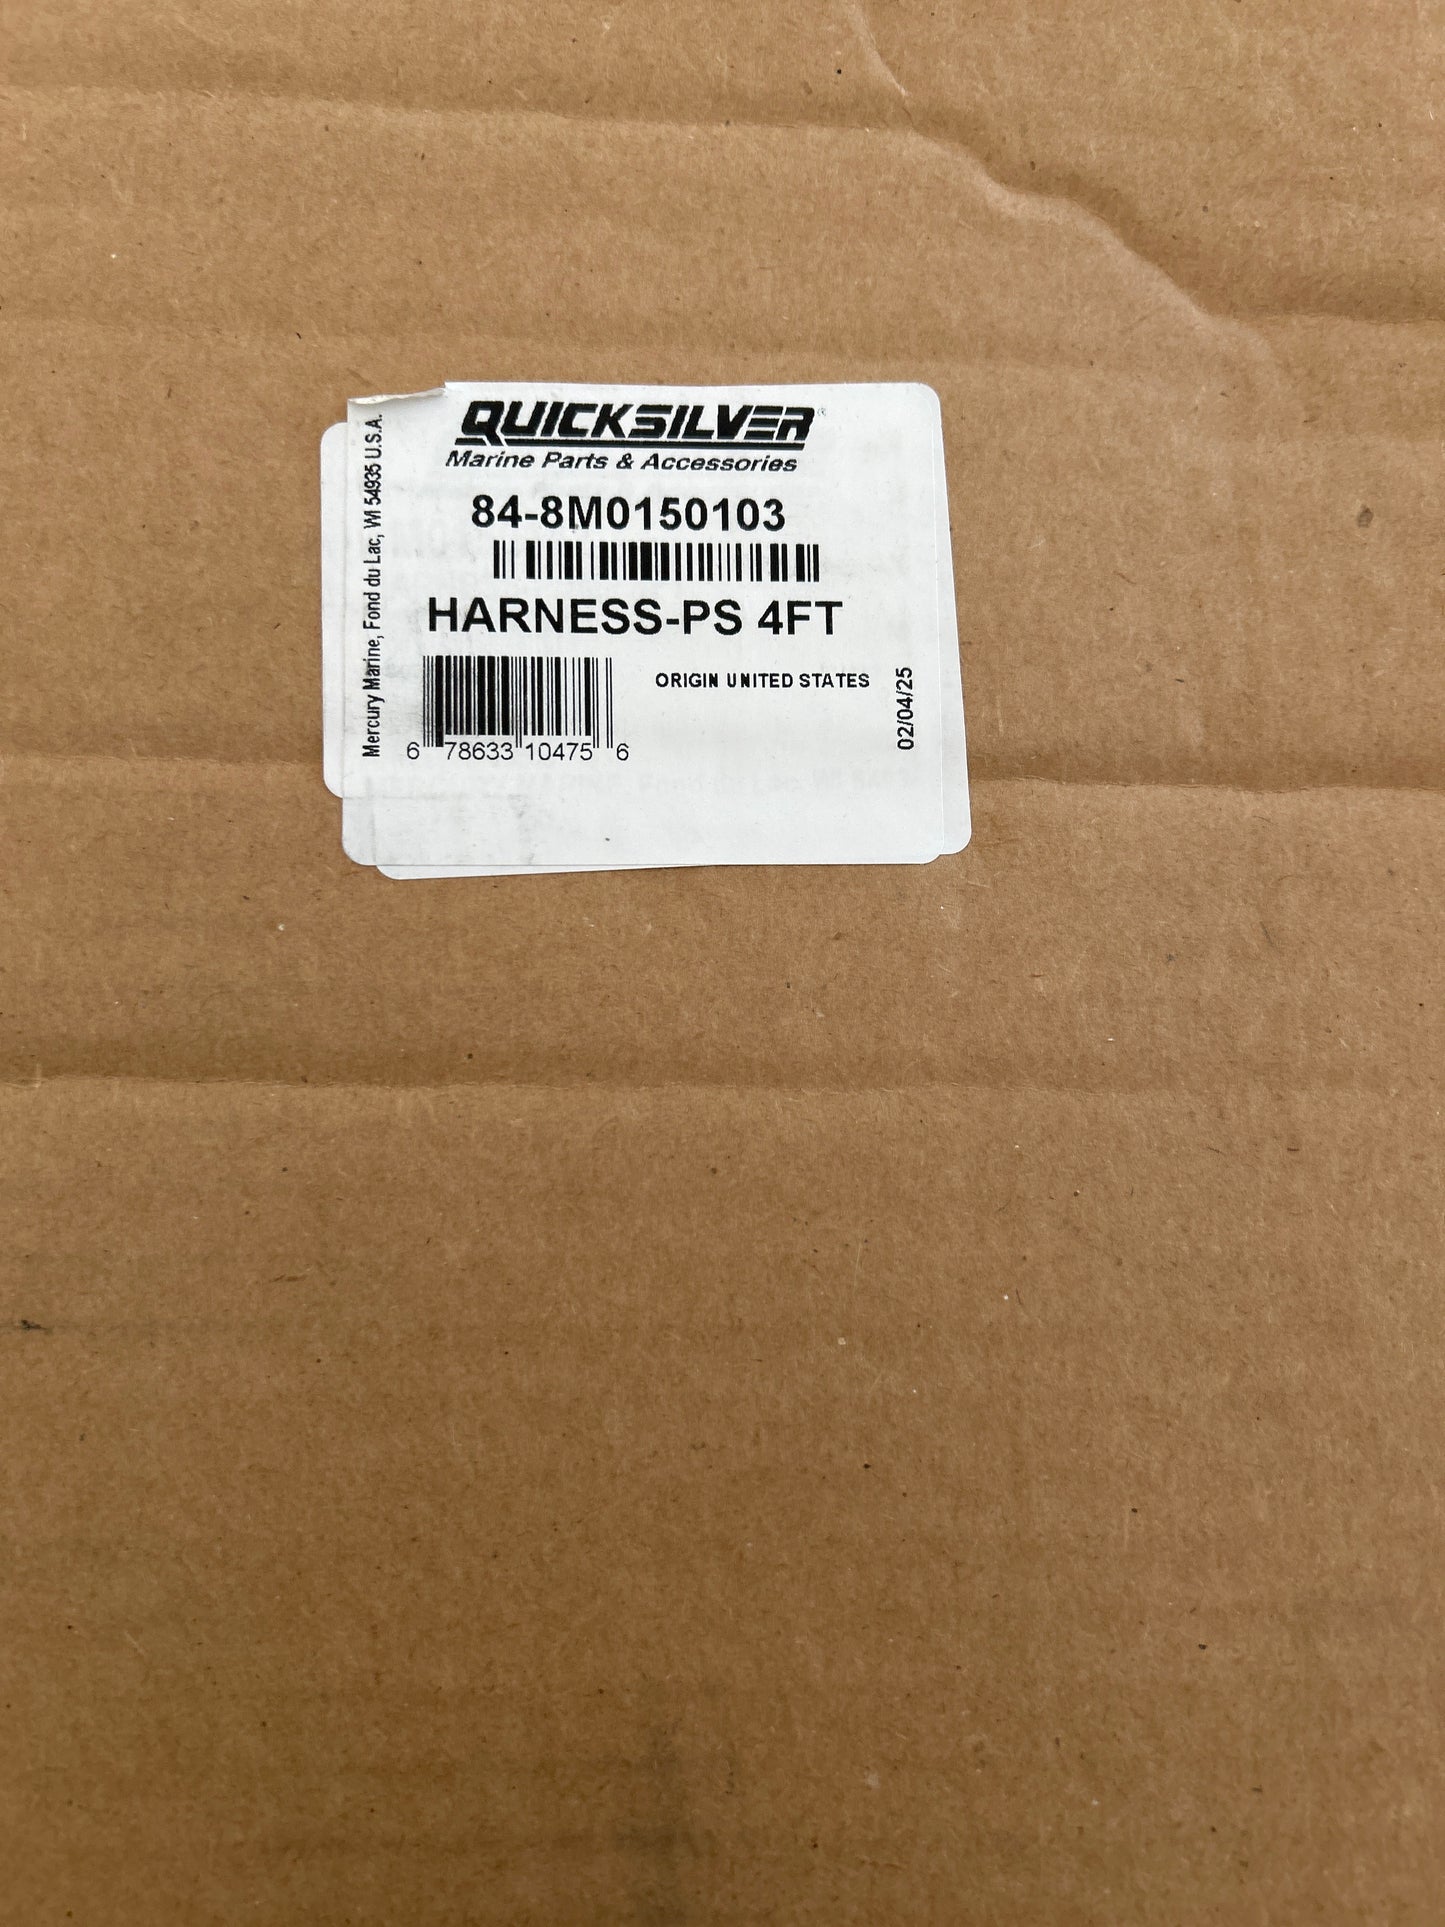 QUICKSILVER®
Marine Parts & Accessories
84-8M0150103
HARNESS-PS 4FT
ORIGIN UNITED STATES
6 78633 10475 6
02/04/25
Mercury Marine, Fond du Lac, WI 54935 U.S.A.